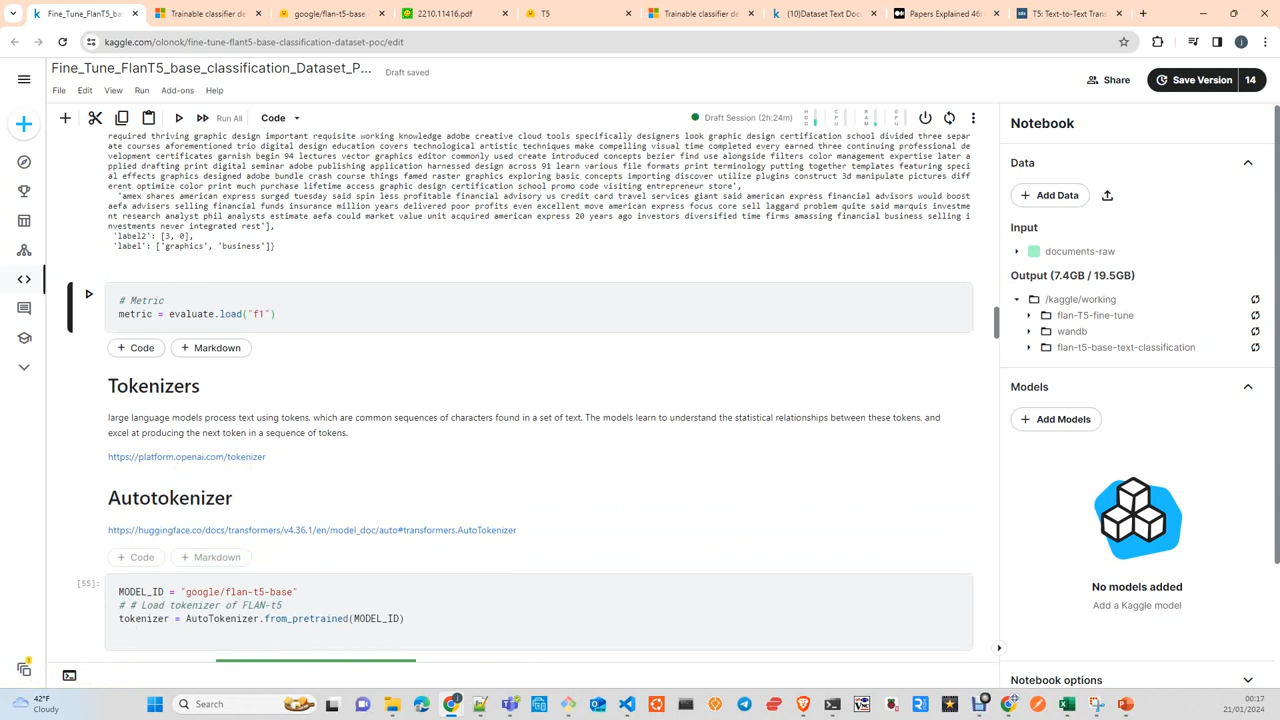 Fine_Tune_FlanT5_bas
Trainable classifier de
google/flan-t5-base
2210.11416.pdf
T5
Trainable classifier de
(10)Dataset Text Doc
Papers Explained 46:
T5: Text-to-Text Tran
kaggle.com/olonok/fine-tune-flant5-base-classification-dataset-poc/edit
Fine_Tune_FlanT5_base_classification_Dataset_P...
Draft saved
File Edit View Run Add-ons Help
Share
Save Version
14
Run All
Code
Draft Session (2h:24m)
HDD
CPU
RAM
GPU
required thriving graphic design important requisite working knowledge adobe creative cloud tools specifically designers look graphic design certification school divided three separ
ate courses aforementioned trio digital design education covers technological artistic techniques make compelling visual time completed every earned three continuing professional de
velopment certificates garnish begin 94 lectures vector graphics editor commonly used create introduced concepts bezier find use alongside filters color management expertise later a
pplied drafting print digital seminar adobe publishing application harnessed design across 91 learn various file formats print terminology putting together templates featuring speci
al effects graphics designed adobe bundle crash course things famed raster graphics exploring basic concepts importing discover utilize plugins construct 3d manipulate pictures diff
erent optimize color print much purchase lifetime access graphic design certification school promo code visiting entrepreneur store',
'amex shares american express surged tuesday said spin less profitable financial advisory us credit card travel services giant said american express financial advisors would boost
aefa advisers selling financial funds insurance million years delivered poor profits even excellent move american express focus core sell laggard problem quite said marquis investme
nt research analyst phil analysts estimate aefa could market value unit acquired american express 20 years ago investors diversified time firms amassing financial business selling i
nvestments never integrated rest'],
'label2': [3, 0],
'label': ['graphics', 'business']}
# Metric
metric = evaluate.load("f1")
+ Code
+ Markdown
Tokenizers
large language models process text using tokens, which are common sequences of characters found in a set of text. The models learn to understand the statistical relationships between these tokens, and
excel at producing the next token in a sequence of tokens.
https://platform.openai.com/tokenizer
Autotokenizer
https://huggingface.co/docs/transformers/v4.36.1/en/model_doc/auto#transformers.AutoTokenizer
+ Code
+ Markdown
[55]:
MODEL_ID = "google/flan-t5-base"
# # Load tokenizer of FLAN-t5
tokenizer = AutoTokenizer.from_pretrained(MODEL_ID)
Notebook
Data
+ Add Data
Input
documents-raw
Output (7.4GB / 19.5GB)
/kaggle/working
flan-T5-fine-tune
wandb
flan-t5-base-text-classification
Models
+ Add Models
No models added
Add a Kaggle model
Notebook options
42°F
Cloudy
Search
00:17
21/01/2024